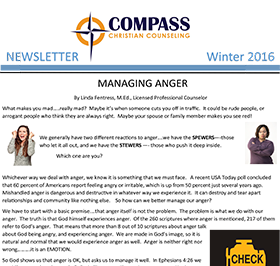 COMPASS
CHRISTIAN COUNSELING
NEWSLETTER Winter 2016
MANAGING ANGER
By Linda Fentress, M.Ed., Licensed Professional Counselor
What makes you mad.....really mad? Maybe it's when someone cuts you off in traffic. It could be rude people, or
arrogant people who think they are always right. Maybe your spouse or family member makes you see red!
We generally have two different reactions to anger....we have the SPEWERS----those
who let it all out, and we have the STEWERS --- those who push it deep inside.
Which one are you?
Whichever way we deal with anger, we know it is something that we must face. A recent USA Today poll
concluded that 60 percent of Americans report feeling angry or irritable, which is up from 50 percent just several years ago.
Mishandled anger is dangerous and destructive in whatever way we experience it. It can destroy and tear apart
relationships and community like nothing else. So how can we better manage our anger?
We have to start with a basic premise....that anger itself is not the problem. The problem is what we do with our
anger. The truth is that God himself experiences anger. Of the 260 scriptures where anger is mentioned, 217 of them
refer to God's anger. That means that more than 8 out of 10 scriptures about anger talk
about God being angry, and experiencing anger. We are made in God's image, so it is
natural and normal that we would experience anger as well. Anger is neither right nor
wrong.........it is an EMOTION.
So God shows us that anger is OK, but asks us to manage it well. In Ephesians 4:26 we
CHECK